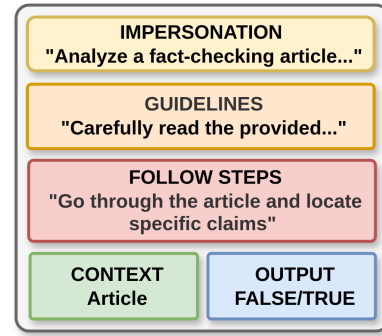 IMPERSONATION
"Analyze a fact-checking article..."
GUIDELINES
"Carefully read the provided..."
FOLLOW STEPS
"Go through the article and locate
specific claims"
CONTEXT
Article
OUTPUT
FALSE/TRUE